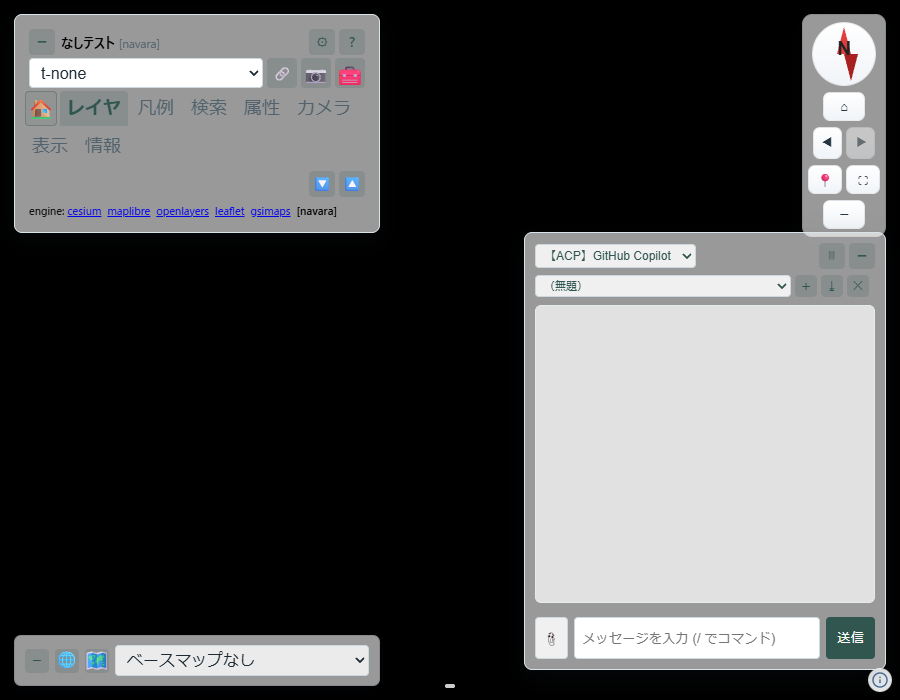 なしテスト [navara]
?
t-none
レイヤ 凡例 検索 属性 カメラ
表示 情報
engine: cesium maplibre openlayers leaflet gsimaps [navara]
N
【ACP】GitHub Copilot
（無題）
メッセージを入力 (/ でコマンド)
送信
ベースマップなし